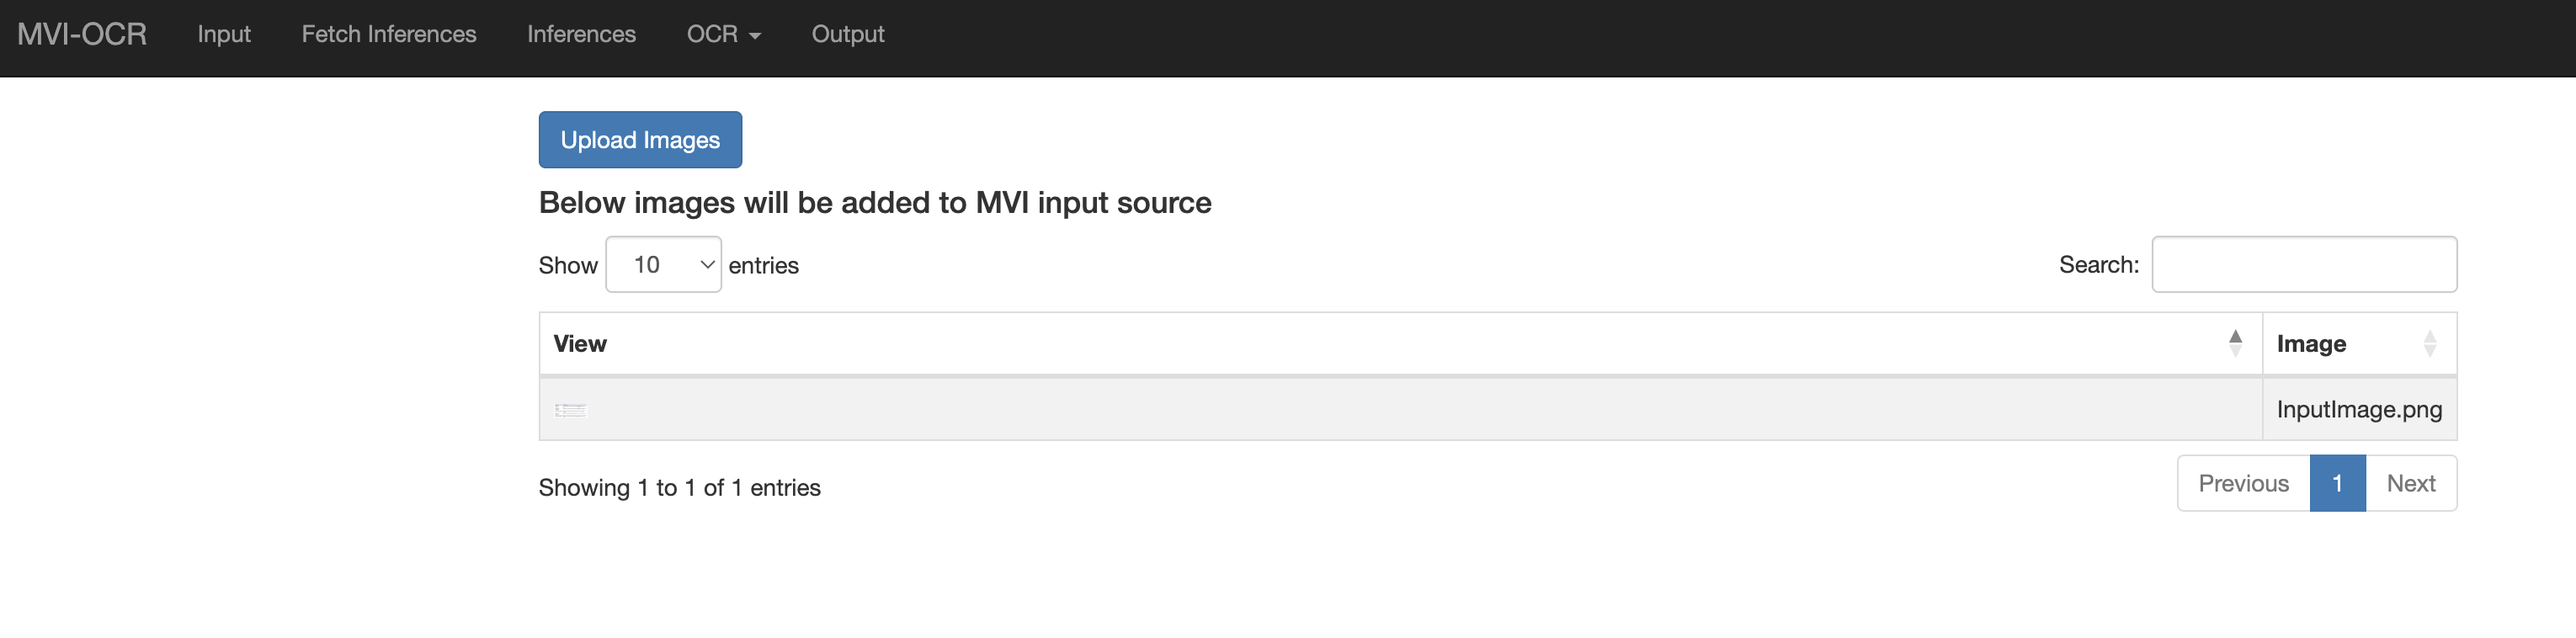 MVI-OCR Input Fetch Inferences Inferences OCR Output
Upload Images
Below images will be added to MVI input source
Show 10 entries Search:
View Image
InputImage.png
Showing 1 to 1 of 1 entries Previous 1 Next